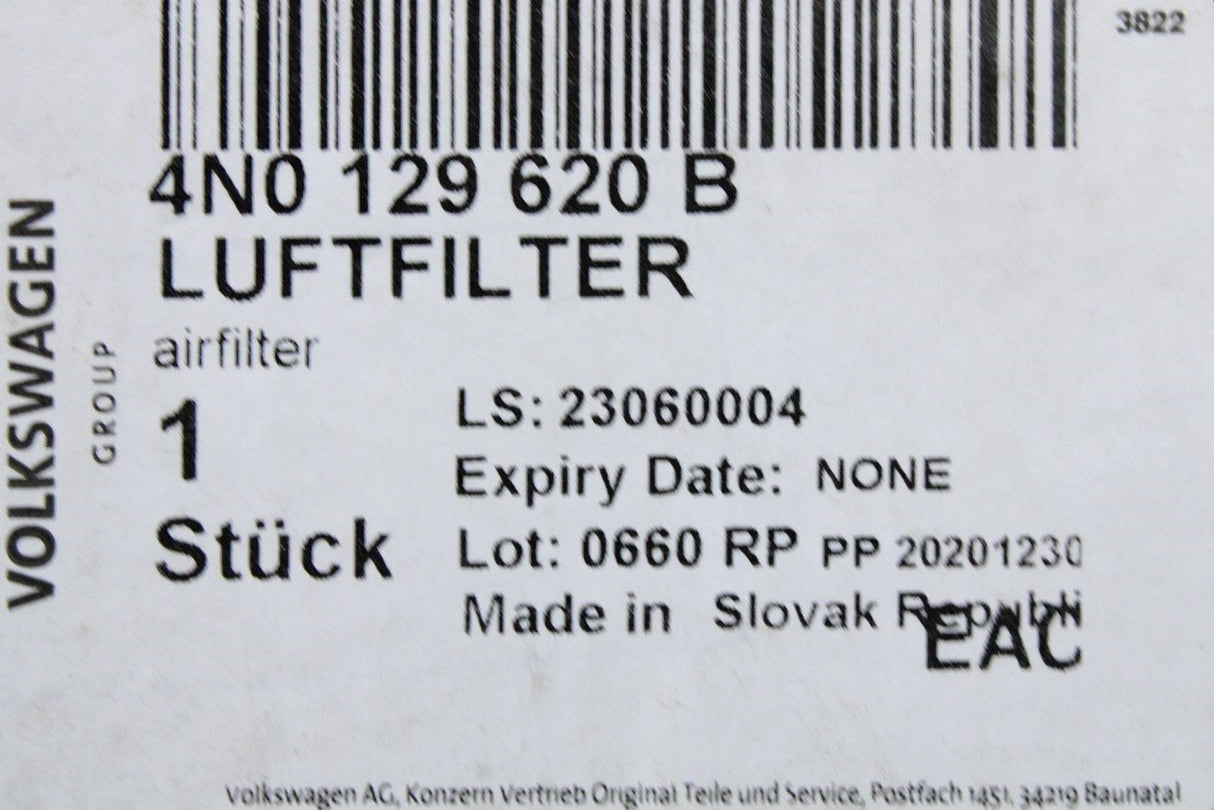 3822
4N0 129 620 B
LUFTFILTER
airfilter
1
Stück
LS: 23060004
Expiry Date: NONE
Lot: 0660 RP PP 20201230
Made in Slovak Republi
EAC
VOLKSWAGEN
GROUP
Volkswagen AG, Konzern Vertrieb Original Teile und Service, Postfach 1451, 34219 Baunatal